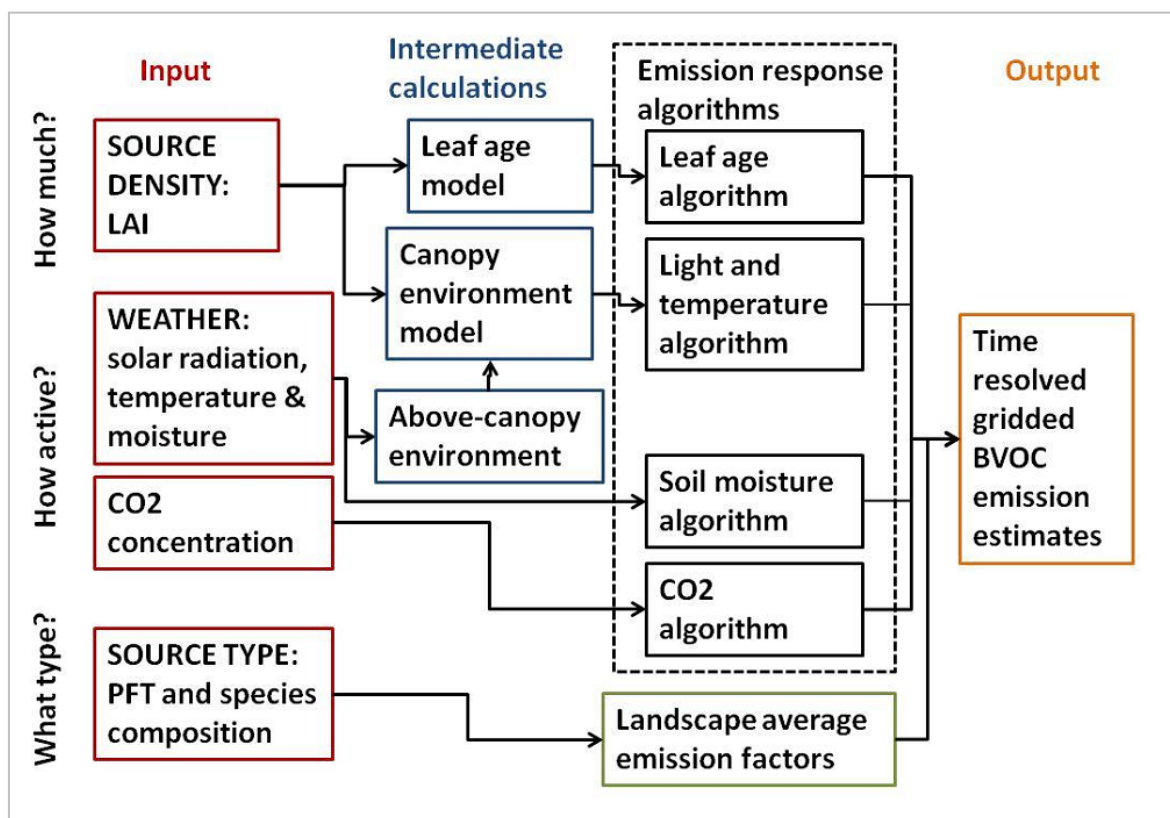 Input
Intermediate
calculations
Emission response
algorithms
Output
How much?
SOURCE
DENSITY:
LAI
Leaf age
model
Leaf age
algorithm
Canopy
environment
model
Light and
temperature
algorithm
How active?
WEATHER:
solar radiation,
temperature &
moisture
Above-canopy
environment
Soil moisture
algorithm
CO2
concentration
CO2
algorithm
Time
resolved
gridded
BVOC
emission
estimates
What type?
SOURCE TYPE:
PFT and species
composition
Landscape average
emission factors